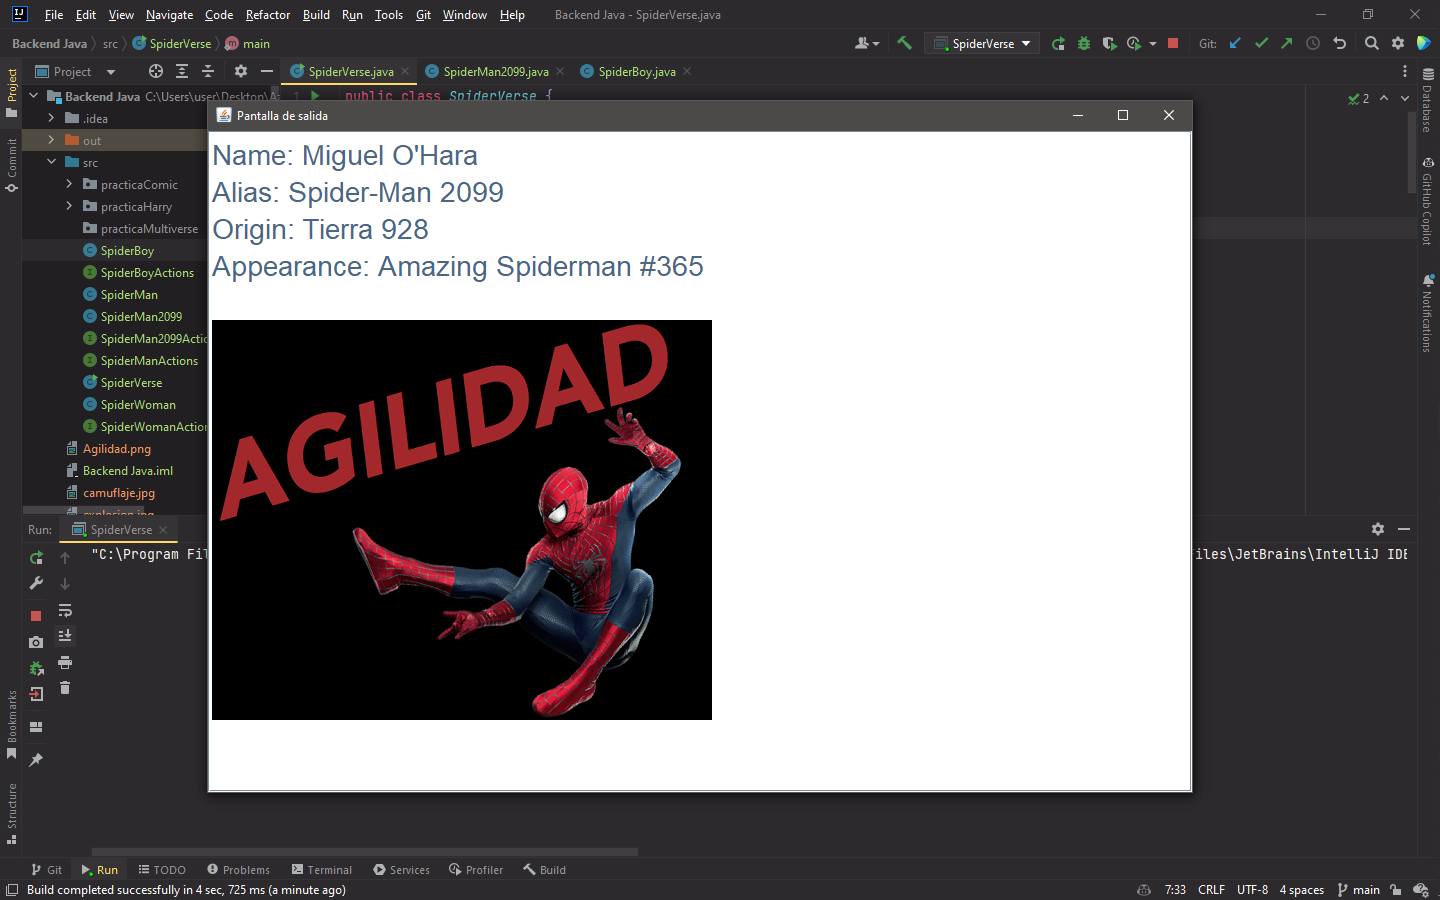 File Edit View Navigate Code Refactor Build Run Tools Git Window Help Backend Java - SpiderVerse.java
Backend Java src SpiderVerse main SpiderVerse Git:
Project SpiderVerse.java SpiderMan2099.java SpiderBoy.java
Project
Commit
Bookmarks
Structure
Backend Java C:\Users\user\Desktop\A
.idea
out
src
practicaComic
practicaHarry
practicaMultiverse
SpiderBoy
SpiderBoyActions
SpiderMan
SpiderMan2099
SpiderMan2099Actio
SpiderManActions
SpiderVerse
SpiderWoman
SpiderWomanAction
Agilidad.png
Backend Java.iml
camuflaje.jpg
explosion.jpg
1 public class SpiderVerse {
2
Database
GitHub Copilot
Notifications
Pantalla de salida
Name: Miguel O'Hara
Alias: Spider-Man 2099
Origin: Tierra 928
Appearance: Amazing Spiderman #365
AGILIDAD
Run: SpiderVerse
"C:\Program Fil
iles\JetBrains\IntelliJ IDE
Git Run TODO Problems Terminal Services Profiler Build
Build completed successfully in 4 sec, 725 ms (a minute ago) 7:33 CRLF UTF-8 4 spaces main